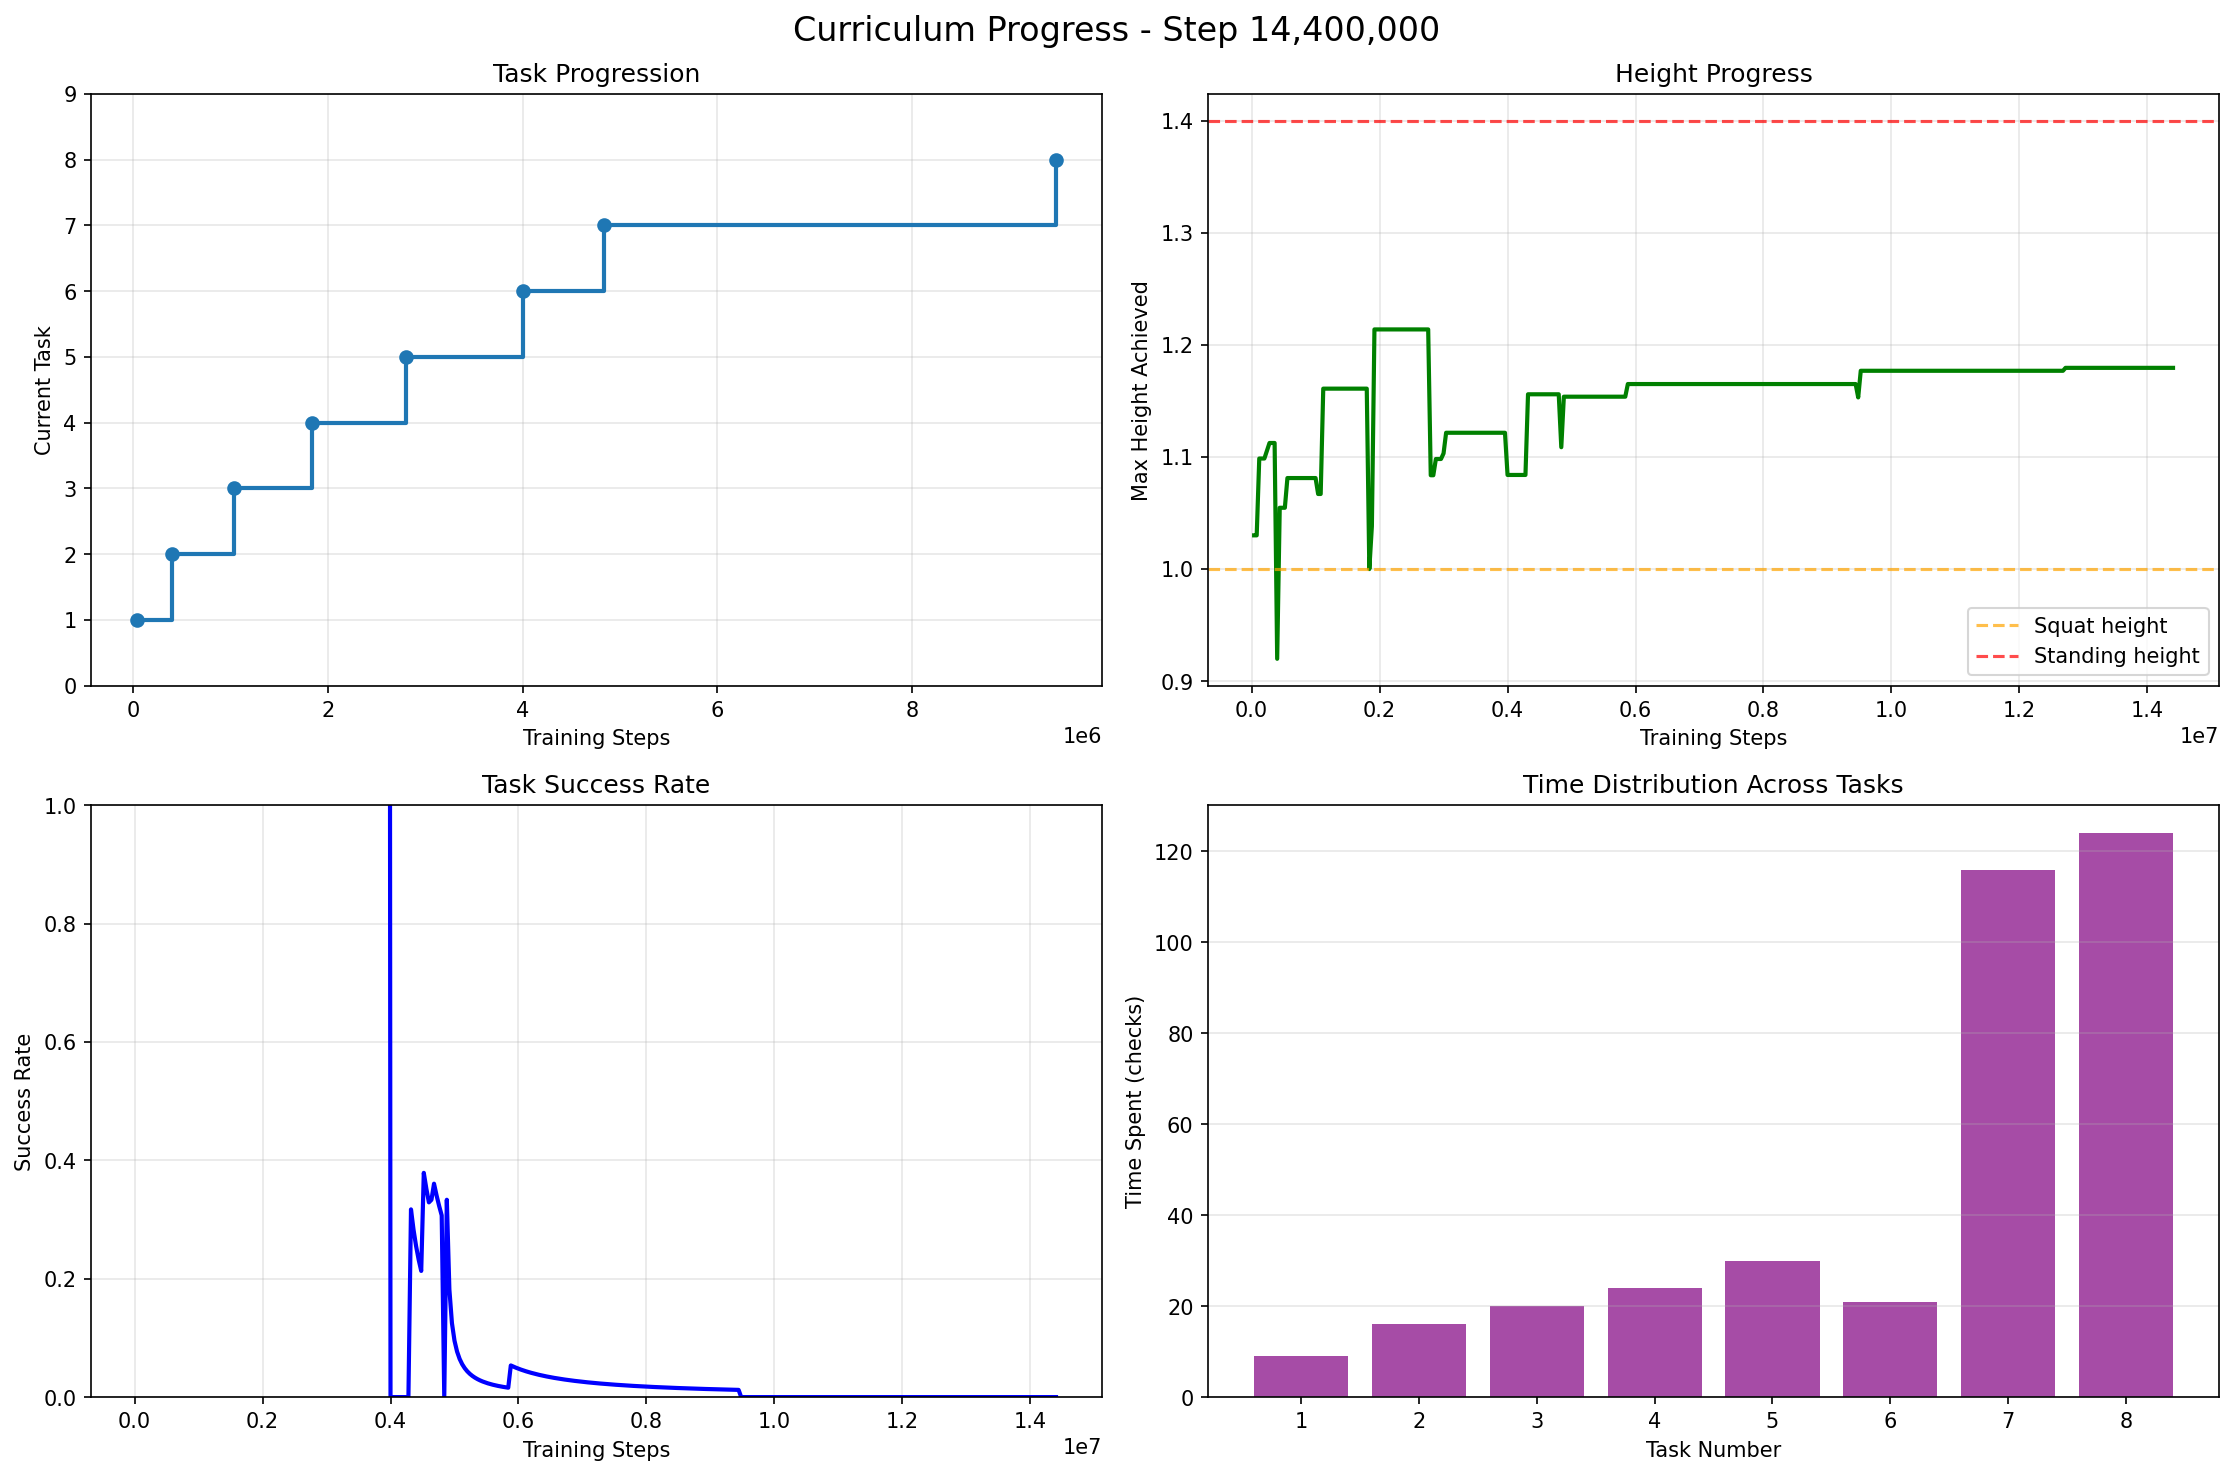 Curriculum Progress - Step 14,400,000
Task Progression
Current Task
9
8
7
6
5
4
3
2
1
0
0 2 4 6 8
1e6
Training Steps
Height Progress
Max Height Achieved
1.4
1.3
1.2
1.1
1.0
0.9
Squat height
Standing height
0.0 0.2 0.4 0.6 0.8 1.0 1.2 1.4
1e7
Training Steps
Task Success Rate
Success Rate
1.0
0.8
0.6
0.4
0.2
0.0
0.0 0.2 0.4 0.6 0.8 1.0 1.2 1.4
1e7
Training Steps
Time Distribution Across Tasks
Time Spent (checks)
120
100
80
60
40
20
0
1 2 3 4 5 6 7 8
Task Number